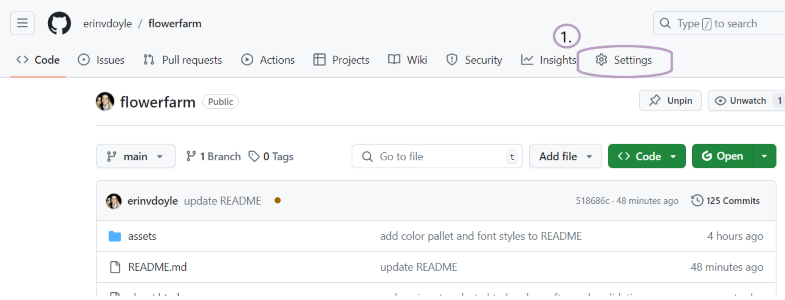 erinvdoyle / flowerfarm
Type / to search
1.
Code Issues Pull requests Actions Projects Wiki Security Insights Settings
flowerfarm Public
Unpin Unwatch 1
main 1 Branch 0 Tags Go to file t Add file Code Open
erinvdoyle update README 518686c · 48 minutes ago 125 Commits
assets add color pallet and font styles to README 4 hours ago
README.md update README 48 minutes ago